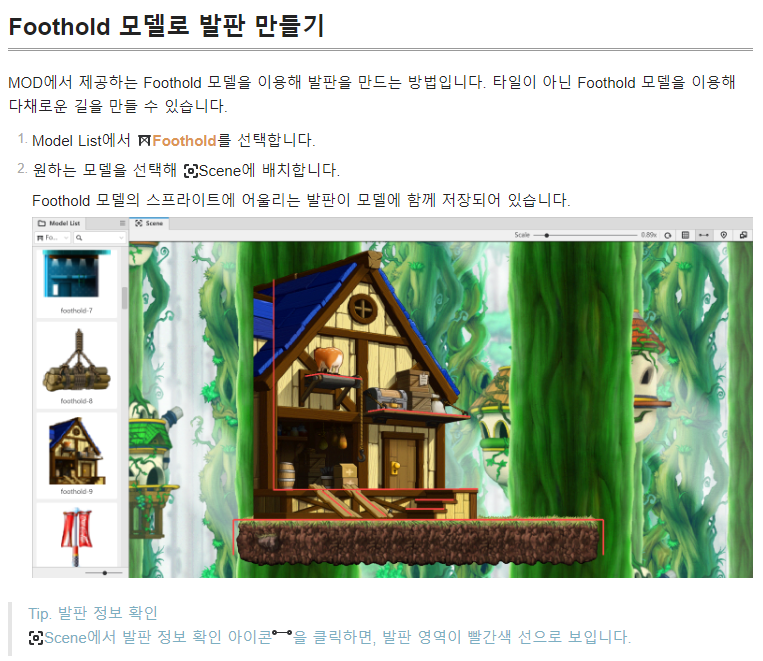 Foothold 모델로 발판 만들기
MOD에서 제공하는 Foothold 모델을 이용해 발판을 만드는 방법입니다. 타일이 아닌 Foothold 모델을 이용해
다채로운 길을 만들 수 있습니다.
1. Model List에서 Foothold를 선택합니다.
2. 원하는 모델을 선택해 Scene에 배치합니다.
Foothold 모델의 스프라이트에 어울리는 발판이 모델에 함께 저장되어 있습니다.
Model List
Scene
Fo...
Scale 0.89x
foothold-7
foothold-8
foothold-9
Tip. 발판 정보 확인
Scene에서 발판 정보 확인 아이콘을 클릭하면, 발판 영역이 빨간색 선으로 보입니다.